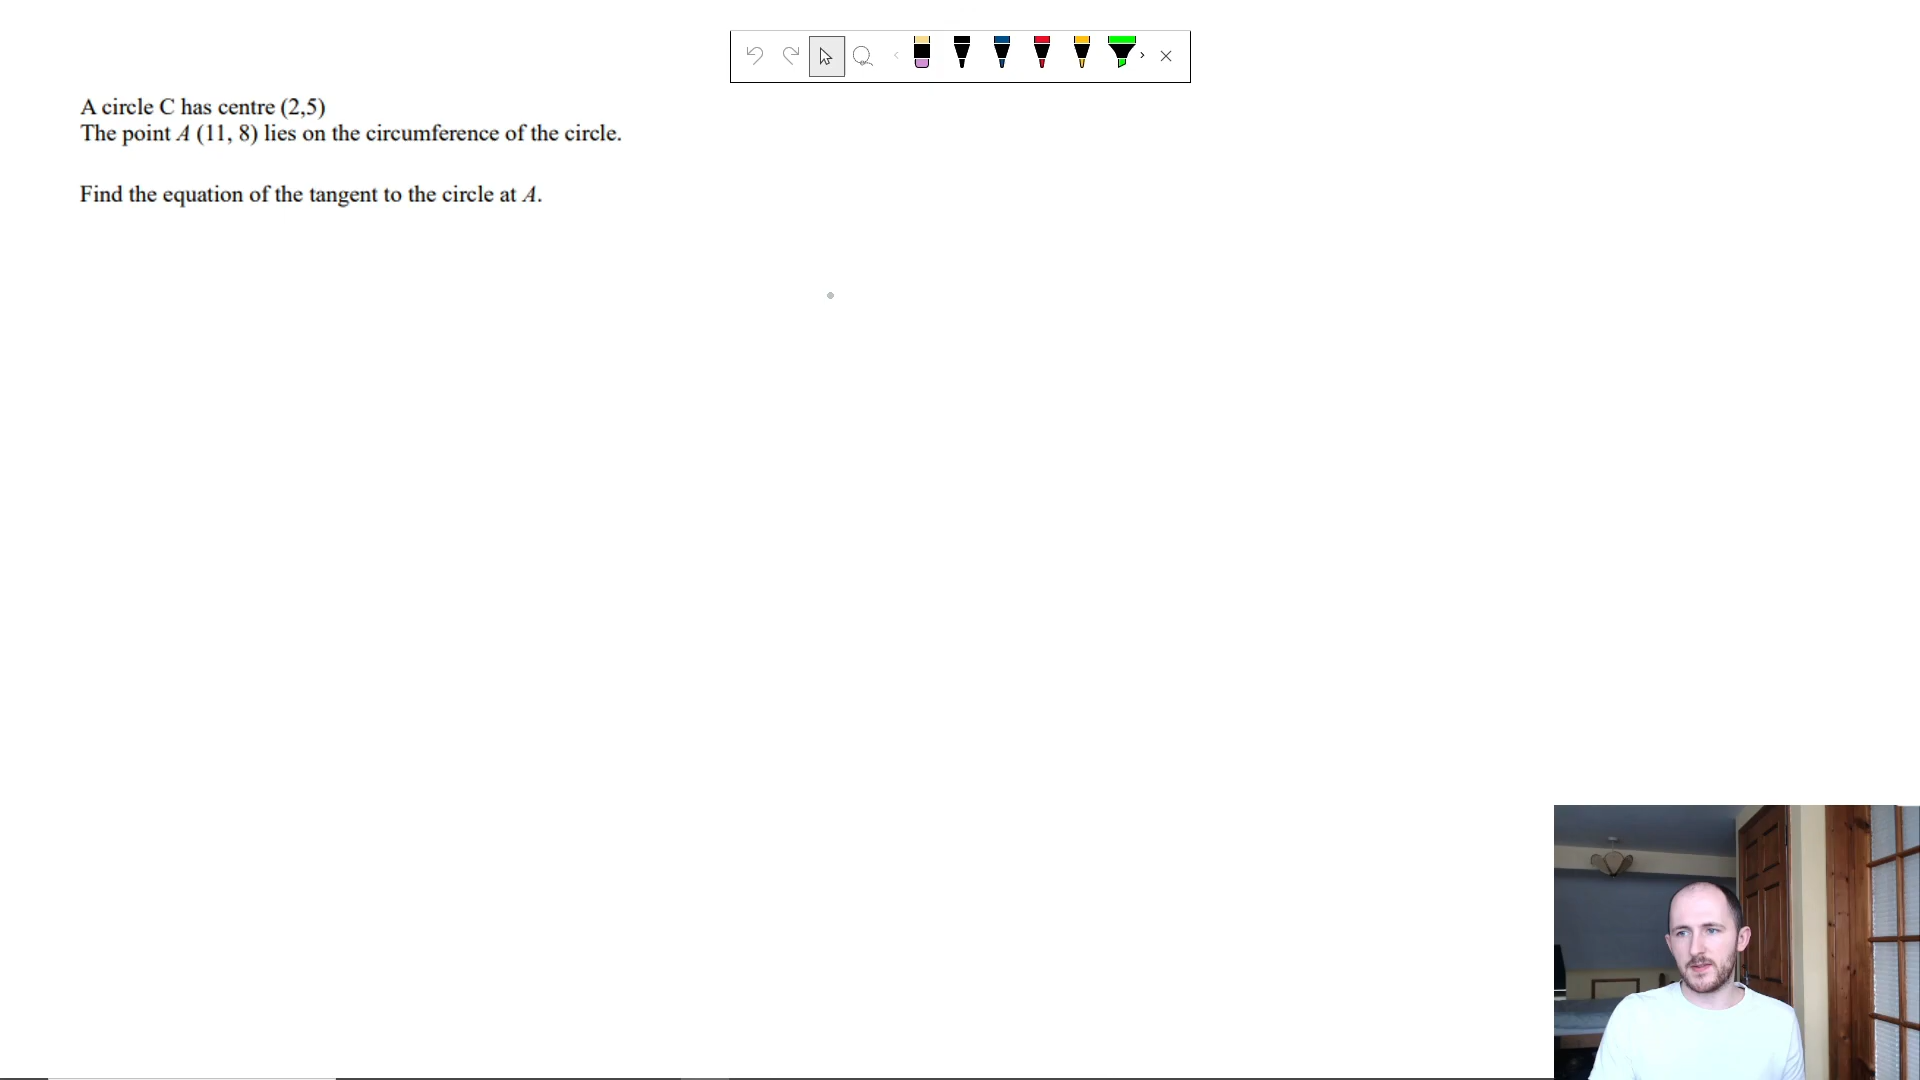 A circle C has centre (2,5)
The point A (11, 8) lies on the circumference of the circle.
Find the equation of the tangent to the circle at A.